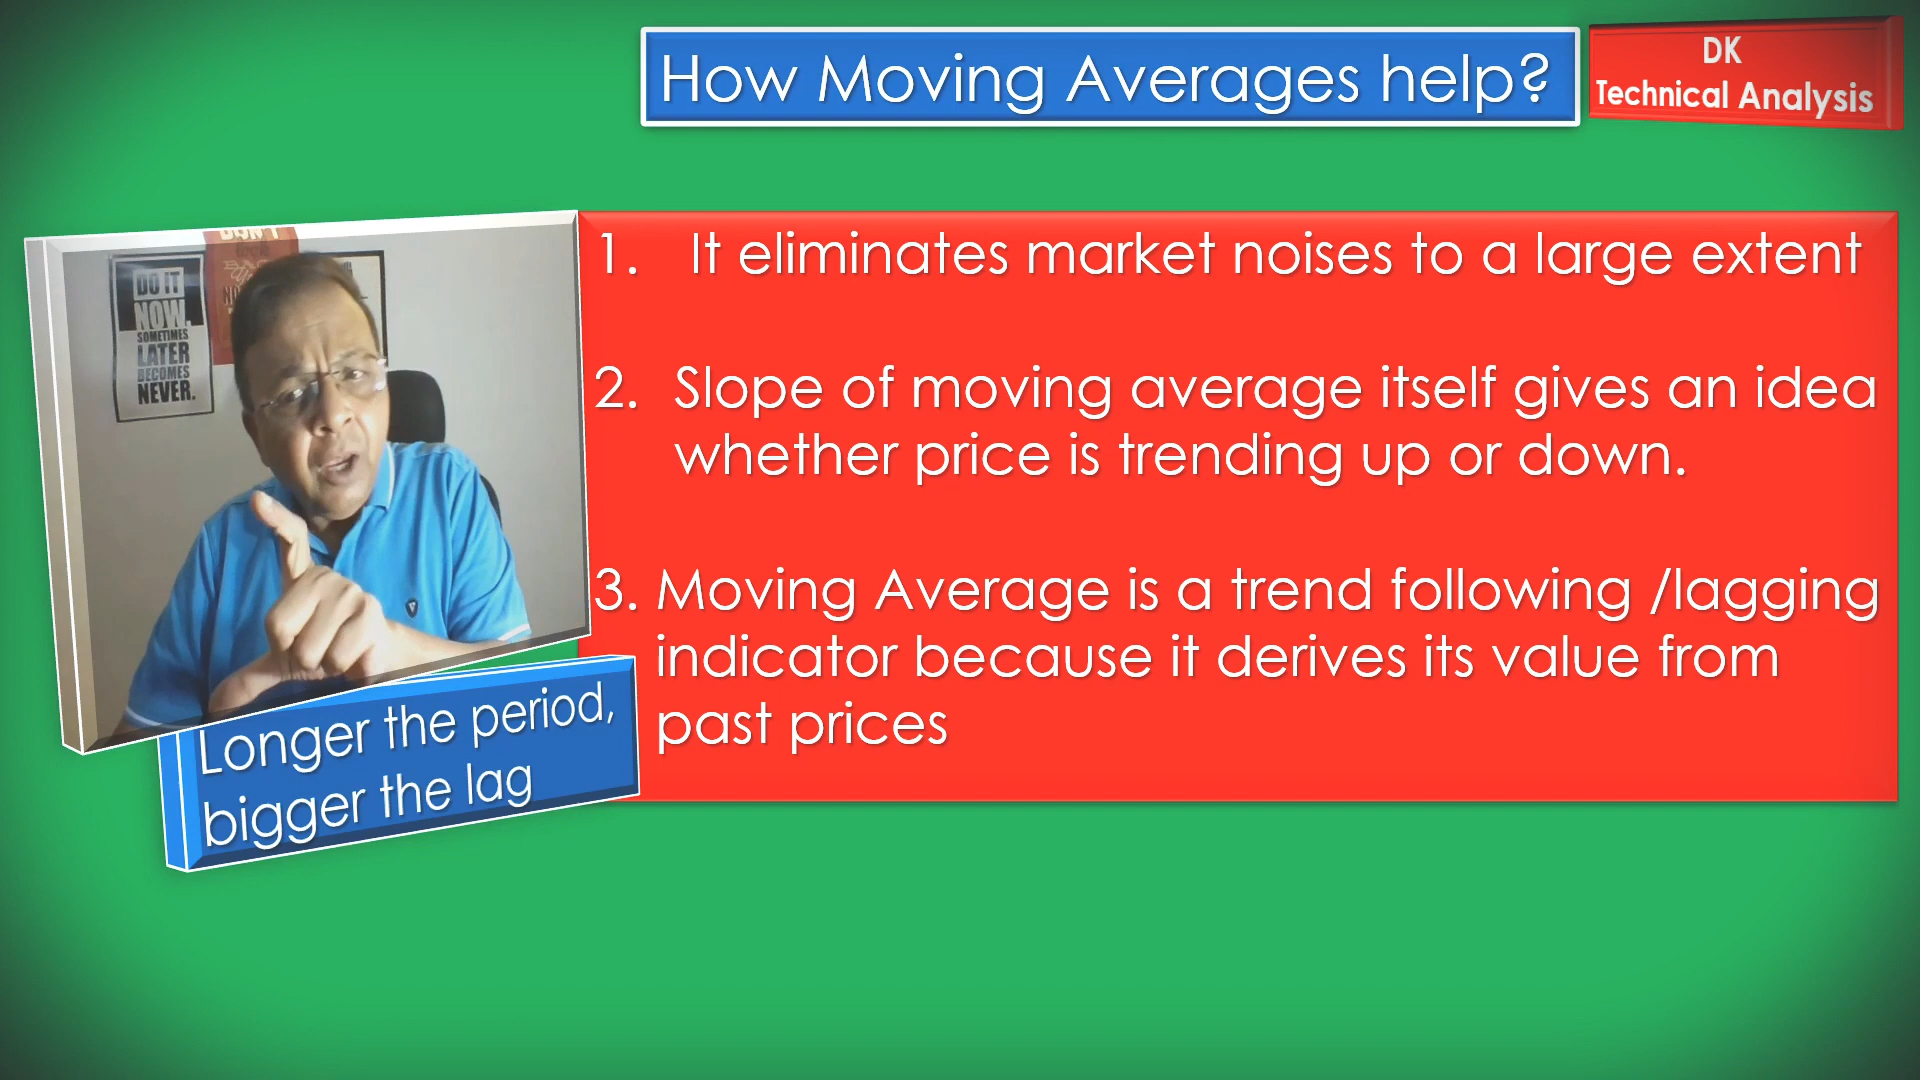 How Moving Averages help?
DK
Technical Analysis
1. It eliminates market noises to a large extent
2. Slope of moving average itself gives an idea
whether price is trending up or down.
3. Moving Average is a trend following /lagging
indicator because it derives its value from
past prices
DO IT
NOW.
SOMETIMES
LATER
BECOMES
NEVER.
Longer the period,
bigger the lag